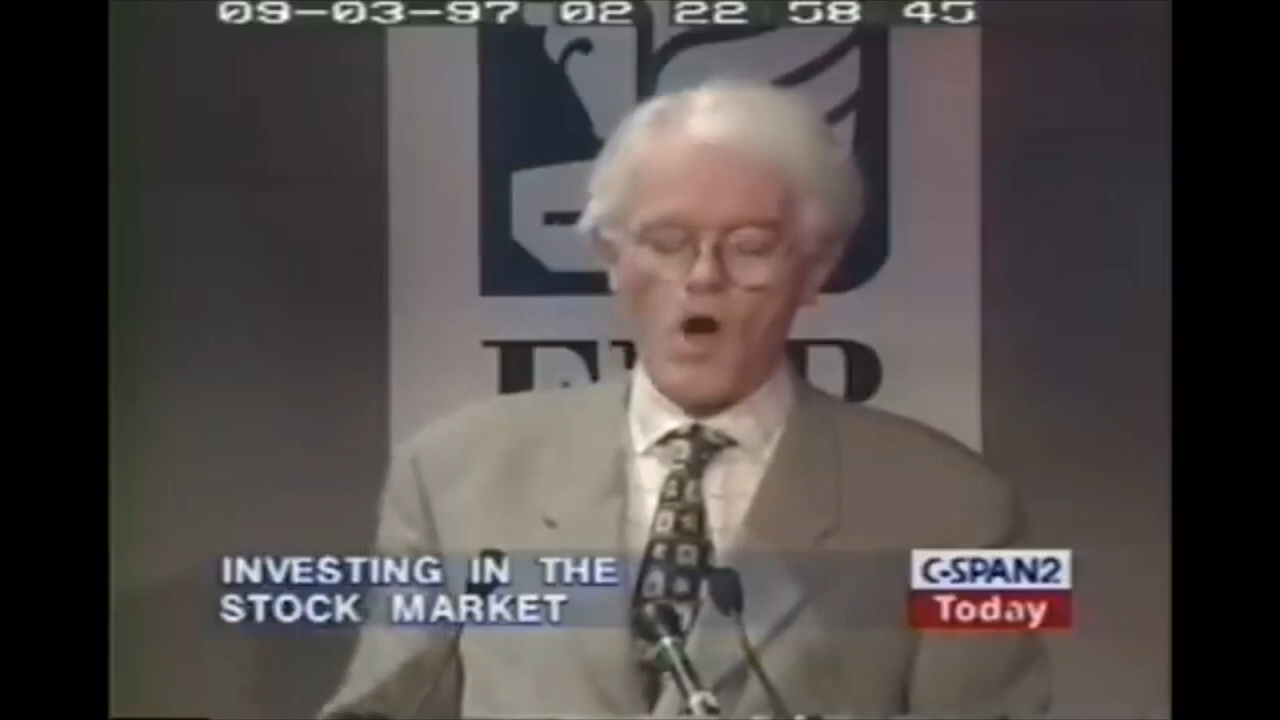 09-03-97 02 22 58 45
INVESTING IN THE
STOCK MARKET
C-SPAN2
Today